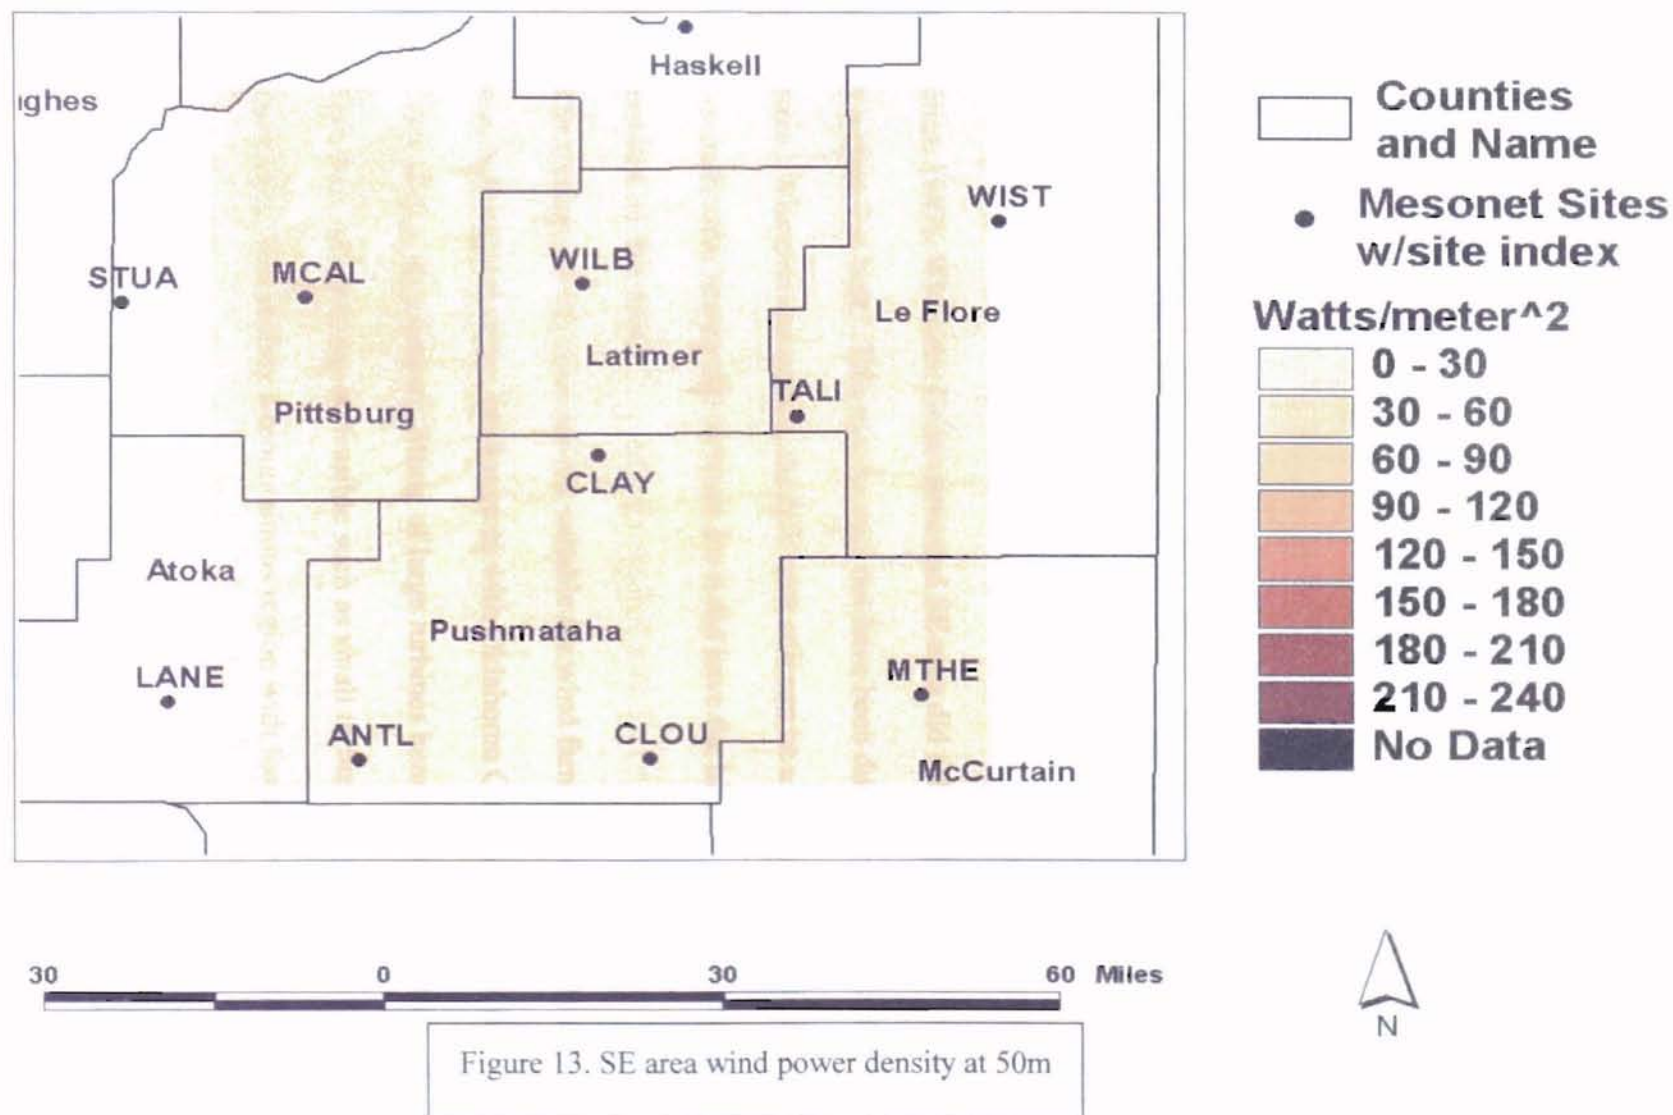 Haskell
ighes
WIST
STUA
MCAL
WILB
Le Flore
Latimer
TALI
Pittsburg
CLAY
Atoka
Pushmataha
LANE
MTHE
ANTL
CLOU
McCurtain
Counties
and Name
Mesonet Sites
w/site index
Watts/meter^2
0 - 30
30 - 60
60 - 90
90 - 120
120 - 150
150 - 180
180 - 210
210 - 240
No Data
30 0 30 60 Miles
N
Figure 13. SE area wind power density at 50m